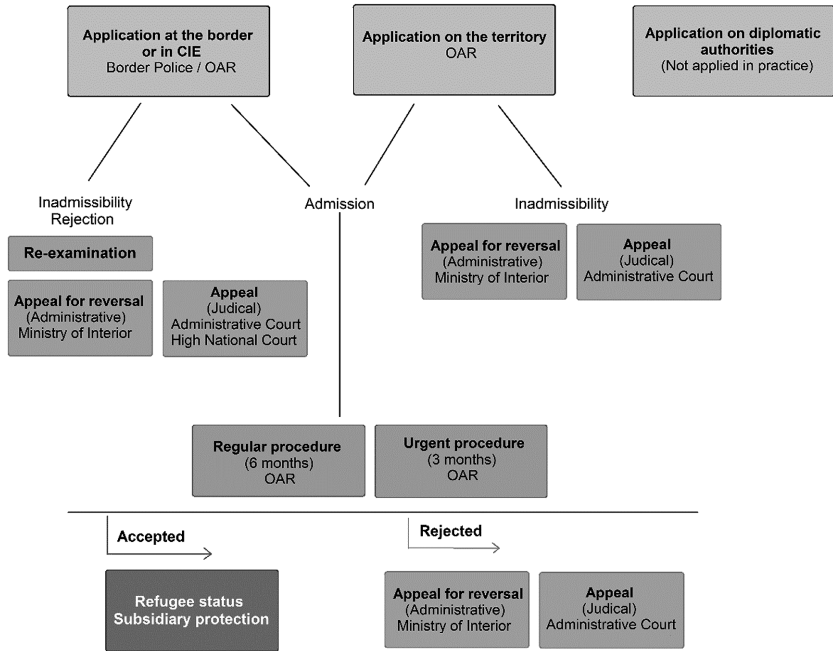 Application at the border
or in CIE
Border Police / OAR
Application on the territory
OAR
Application on diplomatic
authorities
(Not applied in practice)
Inadmissibility
Rejection
Admission
Inadmissibility
Re-examination
Appeal for reversal
(Administrative)
Ministry of Interior
Appeal
(Judical)
Administrative Court
High National Court
Appeal for reversal
(Administrative)
Ministry of Interior
Appeal
(Judical)
Administrative Court
Regular procedure
(6 months)
OAR
Urgent procedure
(3 months)
OAR
Accepted
Rejected
Refugee status
Subsidiary protection
Appeal for reversal
(Administrative)
Ministry of Interior
Appeal
(Judical)
Administrative Court